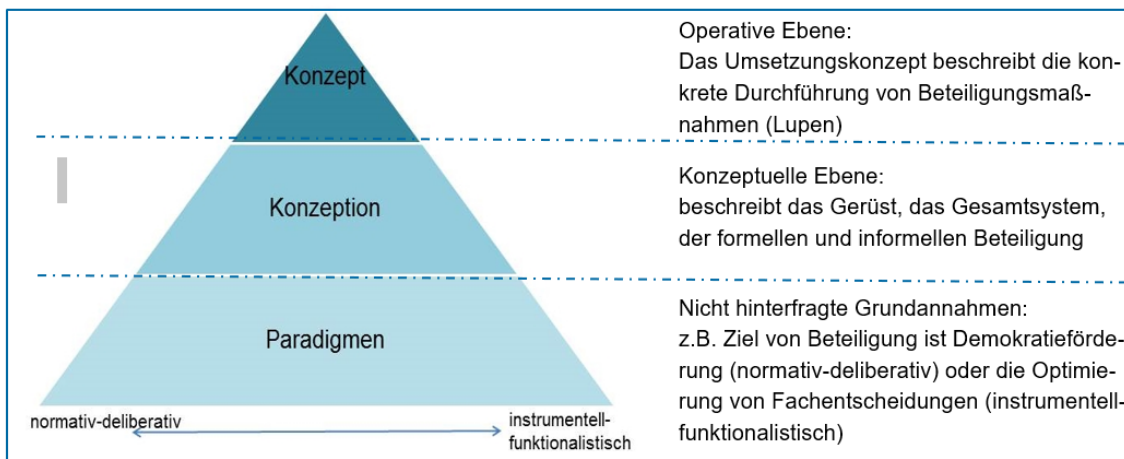 Konzept
Operative Ebene:
Das Umsetzungskonzept beschreibt die kon-
krete Durchführung von Beteiligungsmaß-
nahmen (Lupen)
Konzeption
Konzeptuelle Ebene:
beschreibt das Gerüst, das Gesamtsystem,
der formellen und informellen Beteiligung
Paradigmen
Nicht hinterfragte Grundannahmen:
z.B. Ziel von Beteiligung ist Demokratieförde-
rung (normativ-deliberativ) oder die Optimie-
rung von Fachentscheidungen (instrumentell-
funktionalistisch)
normativ-deliberativ
instrumentell-
funktionalistisch